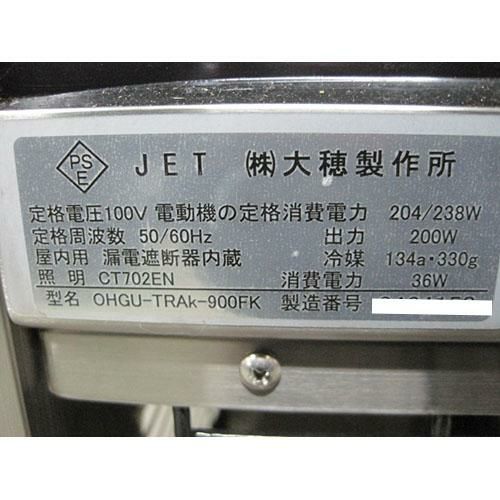 PS E JET (株)大穂製作所
定格電圧100V 電動機の定格消費電力 204/238W
定格周波数 50/60Hz 出力 200W
屋内用 漏電遮断器内蔵 冷媒 134a・330g
照明 CT702EN 消費電力 36W
型名 OHGU-TRAk-900FK 製造番号